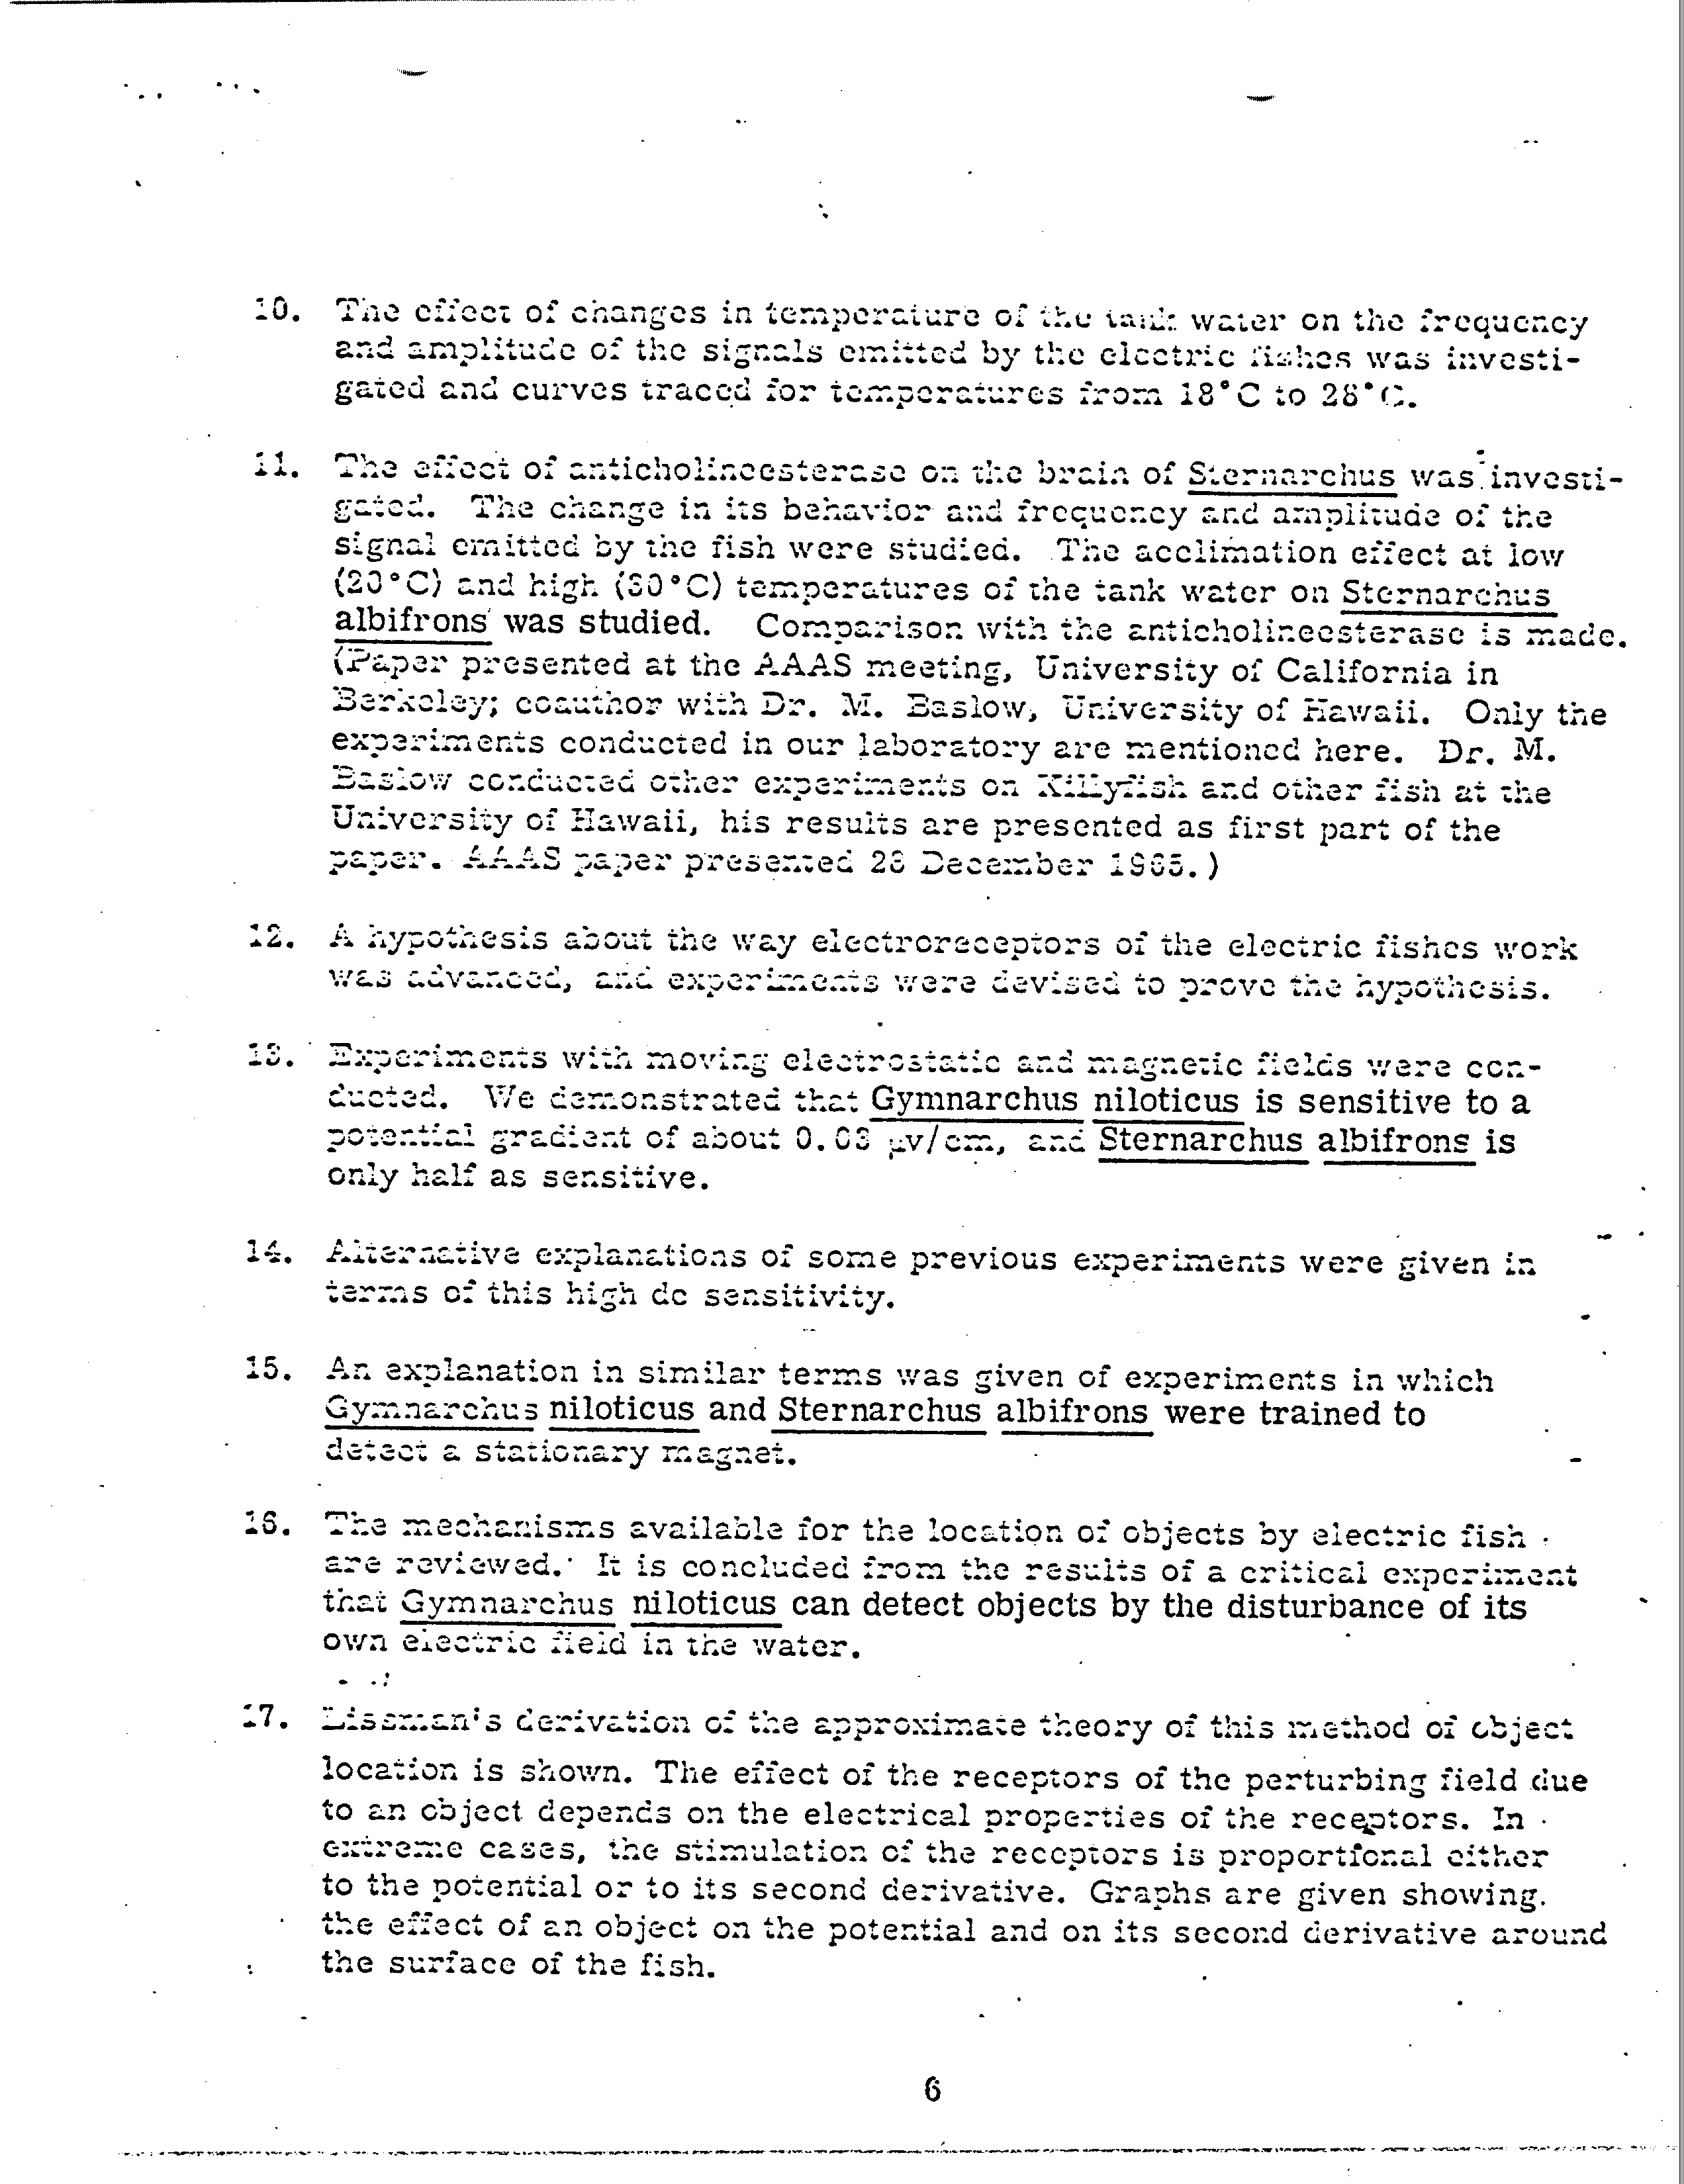 10. The effect of changes in temperature of the tank water on the frequency
and amplitude of the signals emitted by the electric fishes was investi-
gated and curves traced for temperatures from 18°C to 28°C.
11. The effect of anticholineesterase on the brain of Sternarchus was investi-
gated. The change in its behavior and frequency and amplitude of the
signal emitted by the fish were studied. The acclimation effect at low
(20°C) and high (30°C) temperatures of the tank water on Sternarchus
albifrons was studied. Comparison with the anticholineesterase is made.
(Paper presented at the AAAS meeting, University of California in
Berkeley; coauthor with Dr. M. Baslow, University of Hawaii. Only the
experiments conducted in our laboratory are mentioned here. Dr. M.
Baslow conducted other experiments on Killyfish and other fish at the
University of Hawaii, his results are presented as first part of the
paper. AAAS paper presented December 1965.)
12. A hypothesis about the way electroreceptors of the electric fishes work
was advanced, and experiments were devised to prove the hypothesis.
13. Experiments with moving electrostatic and magnetic fields were con-
ducted. We demonstrated that Gymnarchus niloticus is sensitive to a
potential gradient of about 0.03 μv/cm, and Sternarchus albifrons is
only half as sensitive.
14. Alternative explanations of some previous experiments were given in
terms of this high dc sensitivity.
15. An explanation in similar terms was given of experiments in which
Gymnarchus niloticus and Sternarchus albifrons were trained to
detect a stationary magnet.
16. The mechanisms available for the location of objects by electric fish
are reviewed. It is concluded from the results of a critical experiment
that Gymnarchus niloticus can detect objects by the disturbance of its
own electric field in the water.
17. Lissman's derivation of the approximate theory of this method of object
location is shown. The effect of the receptors of the perturbing field due
to an object depends on the electrical properties of the receptors. In
extreme cases, the stimulation of the receptors is proportional either
to the potential or to its second derivative. Graphs are given showing
the effect of an object on the potential and on its second derivative around
the surface of the fish.
6